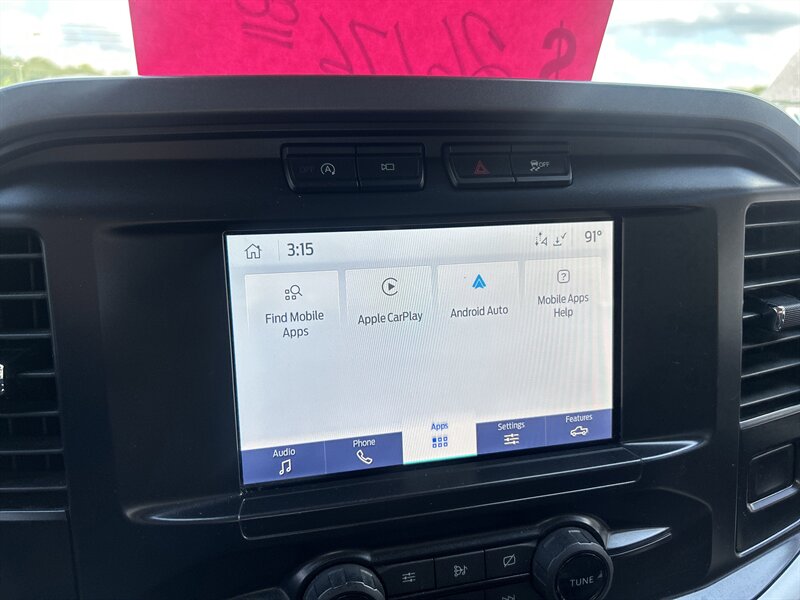 OFF
OFF
3:15
91°
Find Mobile
Apps
Apple CarPlay
Android Auto
Mobile Apps
Help
Audio
Phone
Apps
Settings
Features
TUNE